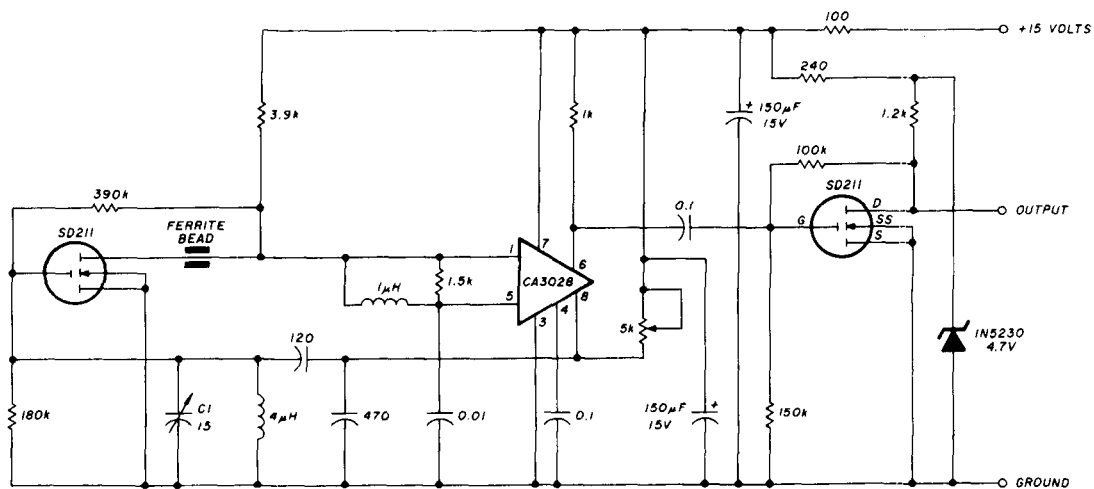 100
+15 VOLTS
240
3.9k
1k
+
150µF
15V
1.2k
100k
390k
SD211
FERRITE
BEAD
SD211
D
G
SS
S
OUTPUT
0.1
1
7
6
CA3028
8
5
4
3
1.5k
1µH
5k
120
1N5230
4.7V
180k
C1
15
4µH
470
0.01
0.1
150µF
15V
+
150k
GROUND